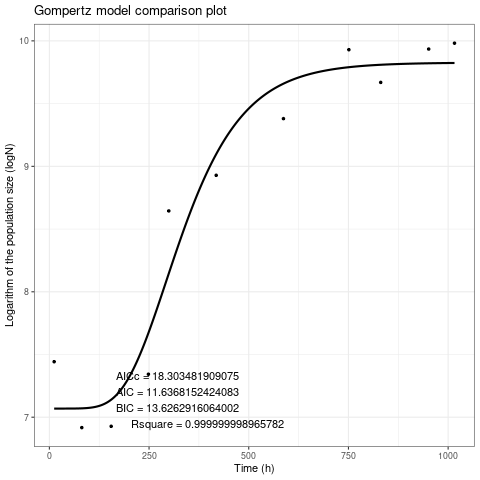 Gompertz model comparison plot
Logarithm of the population size (logN)
10
9
8
7
AICc = 18.303481909075
AIC = 11.6368152424083
BIC = 13.6262916064002
Rsquare = 0.999999998965782
0 250 500 750 1000
Time (h)